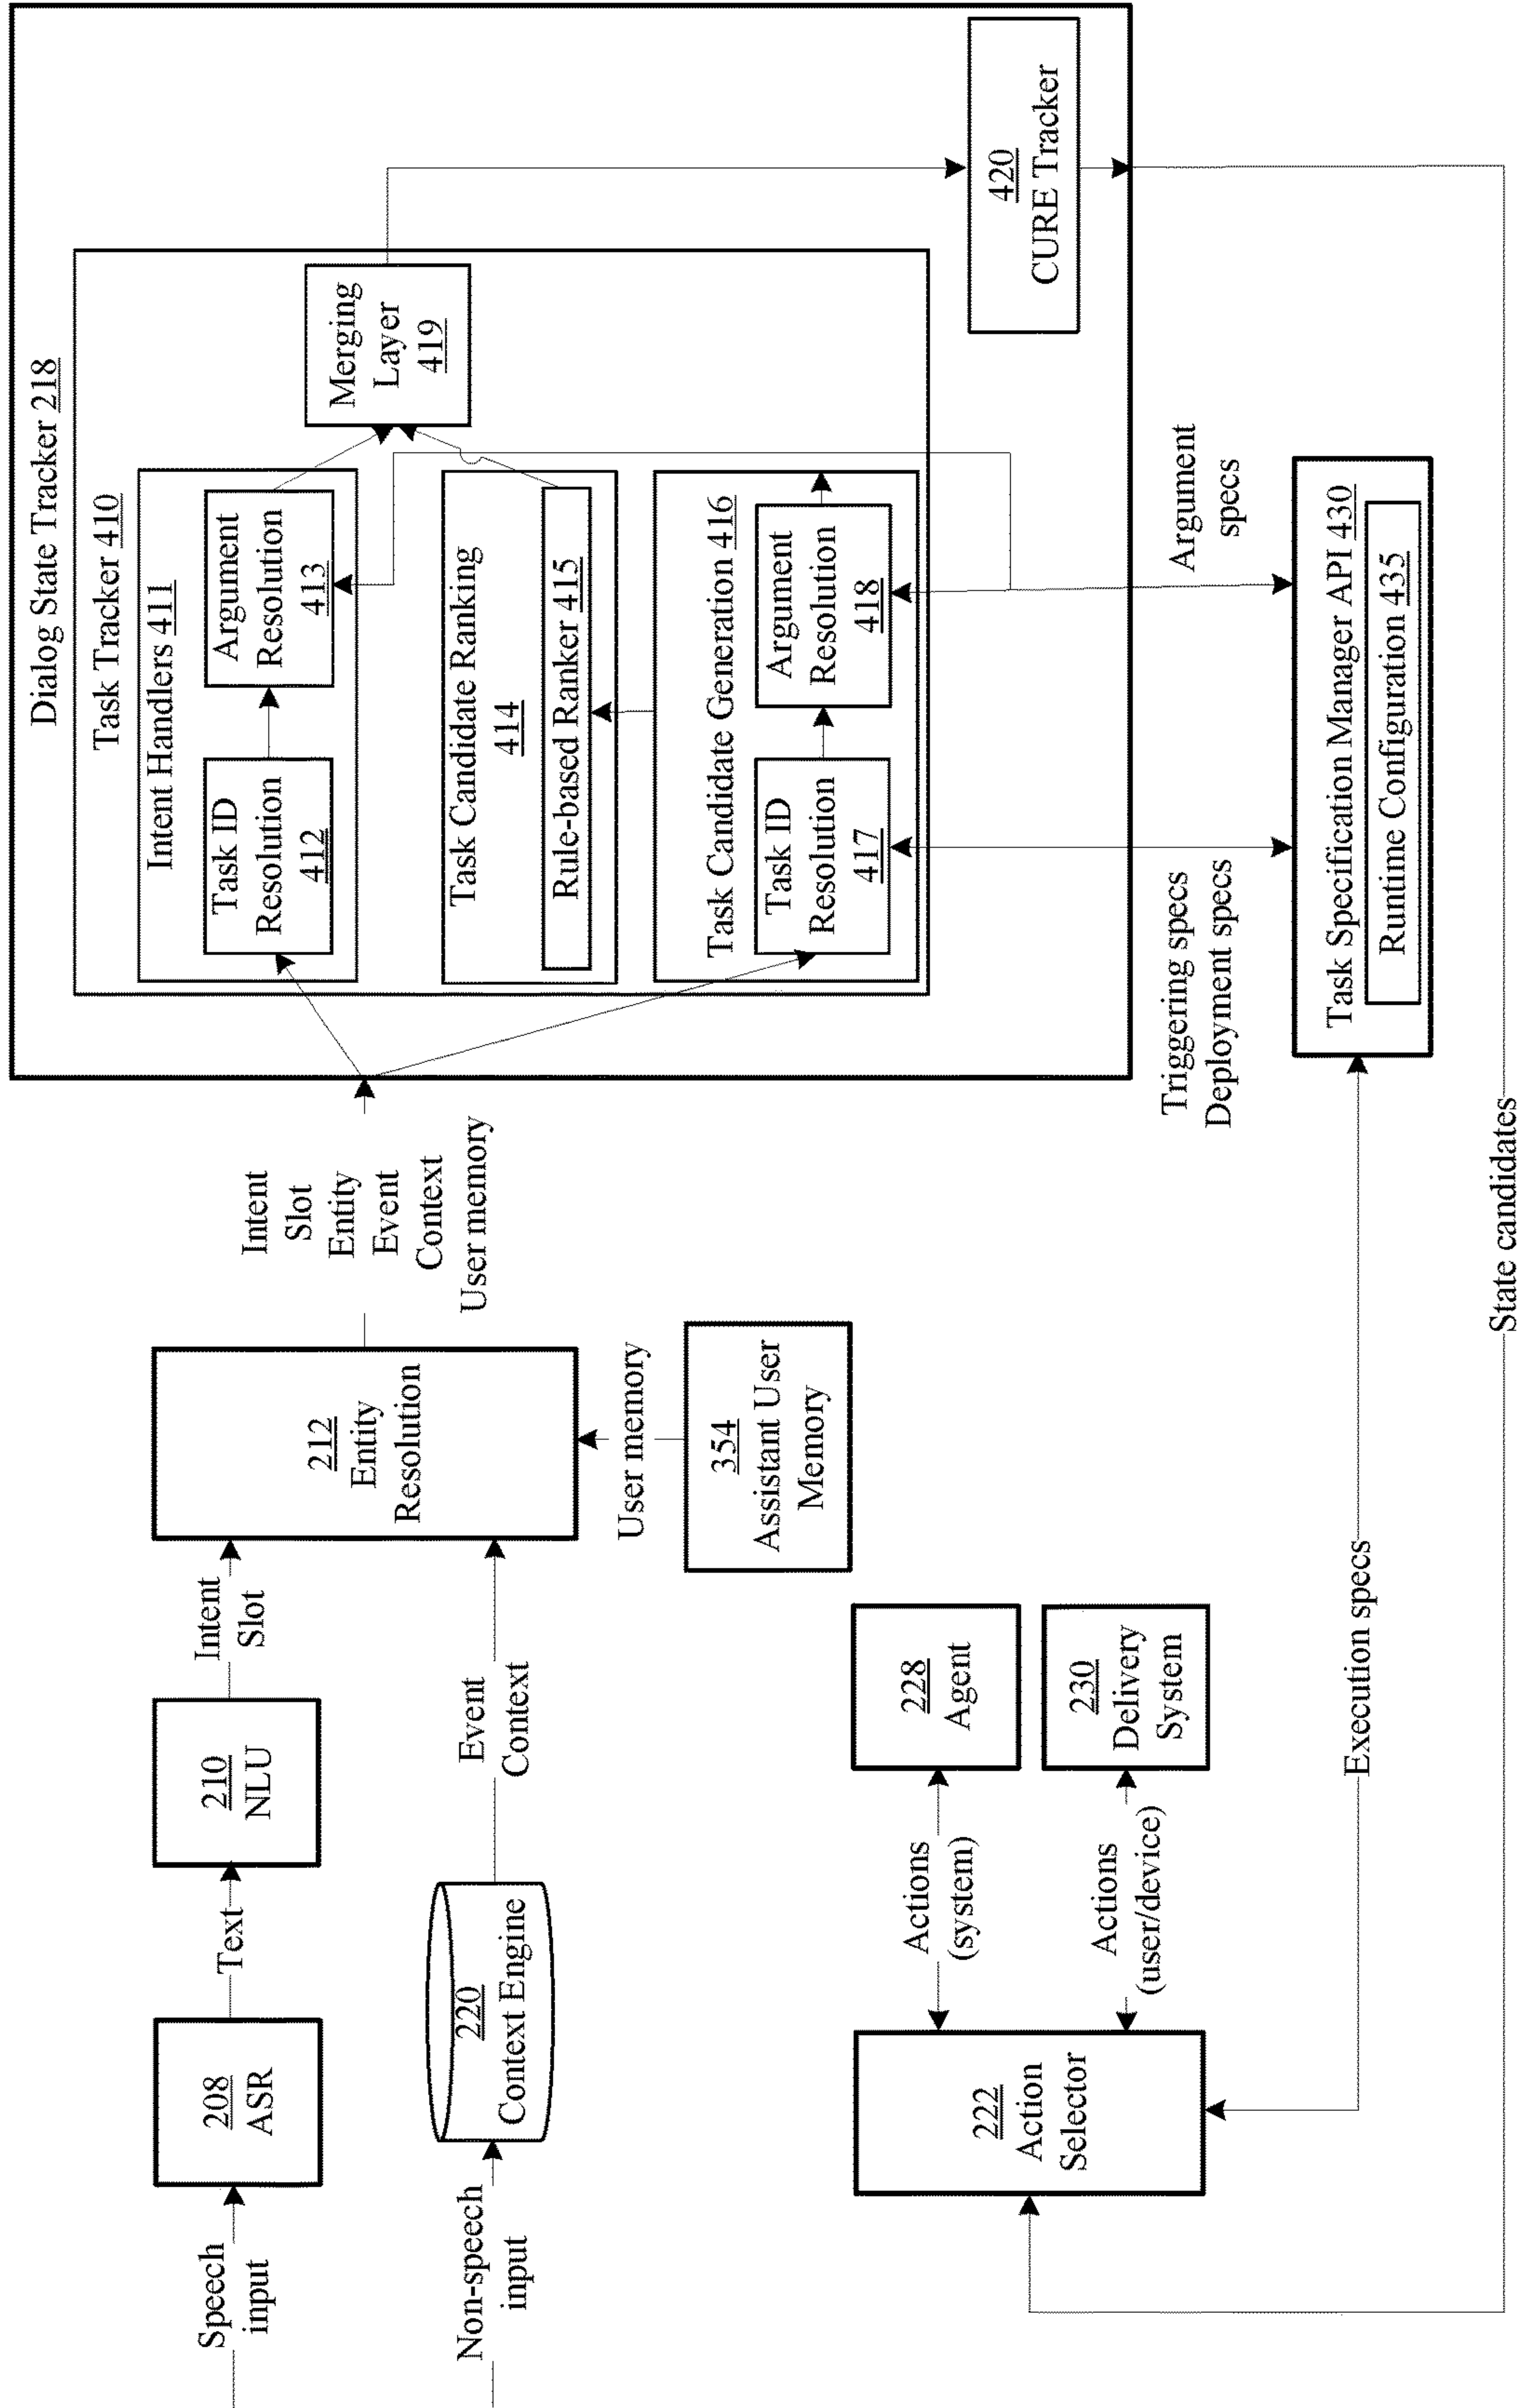 Speech
input
208
ASR
Text
210
NLU
Intent
Slot
Non-speech
input
220
Context Engine
Event
Context
212
Entity
Resolution
User memory
354
Assistant User
Memory
Intent
Slot
Entity
Event
Context
User memory
Dialog State Tracker 218
Task Tracker 410
Intent Handlers 411
Task ID
Resolution
412
Argument
Resolution
413
Task Candidate Ranking
414
Rule-based Ranker 415
Task Candidate Generation 416
Task ID
Resolution
417
Argument
Resolution
418
Merging
Layer
419
420
CURE Tracker
Triggering specs
Deployment specs
Argument
specs
Task Specification Manager API 430
Runtime Configuration 435
222
Action
Selector
Actions
(system)
228
Agent
Actions
(user/device)
230
Delivery
System
Execution specs
State candidates